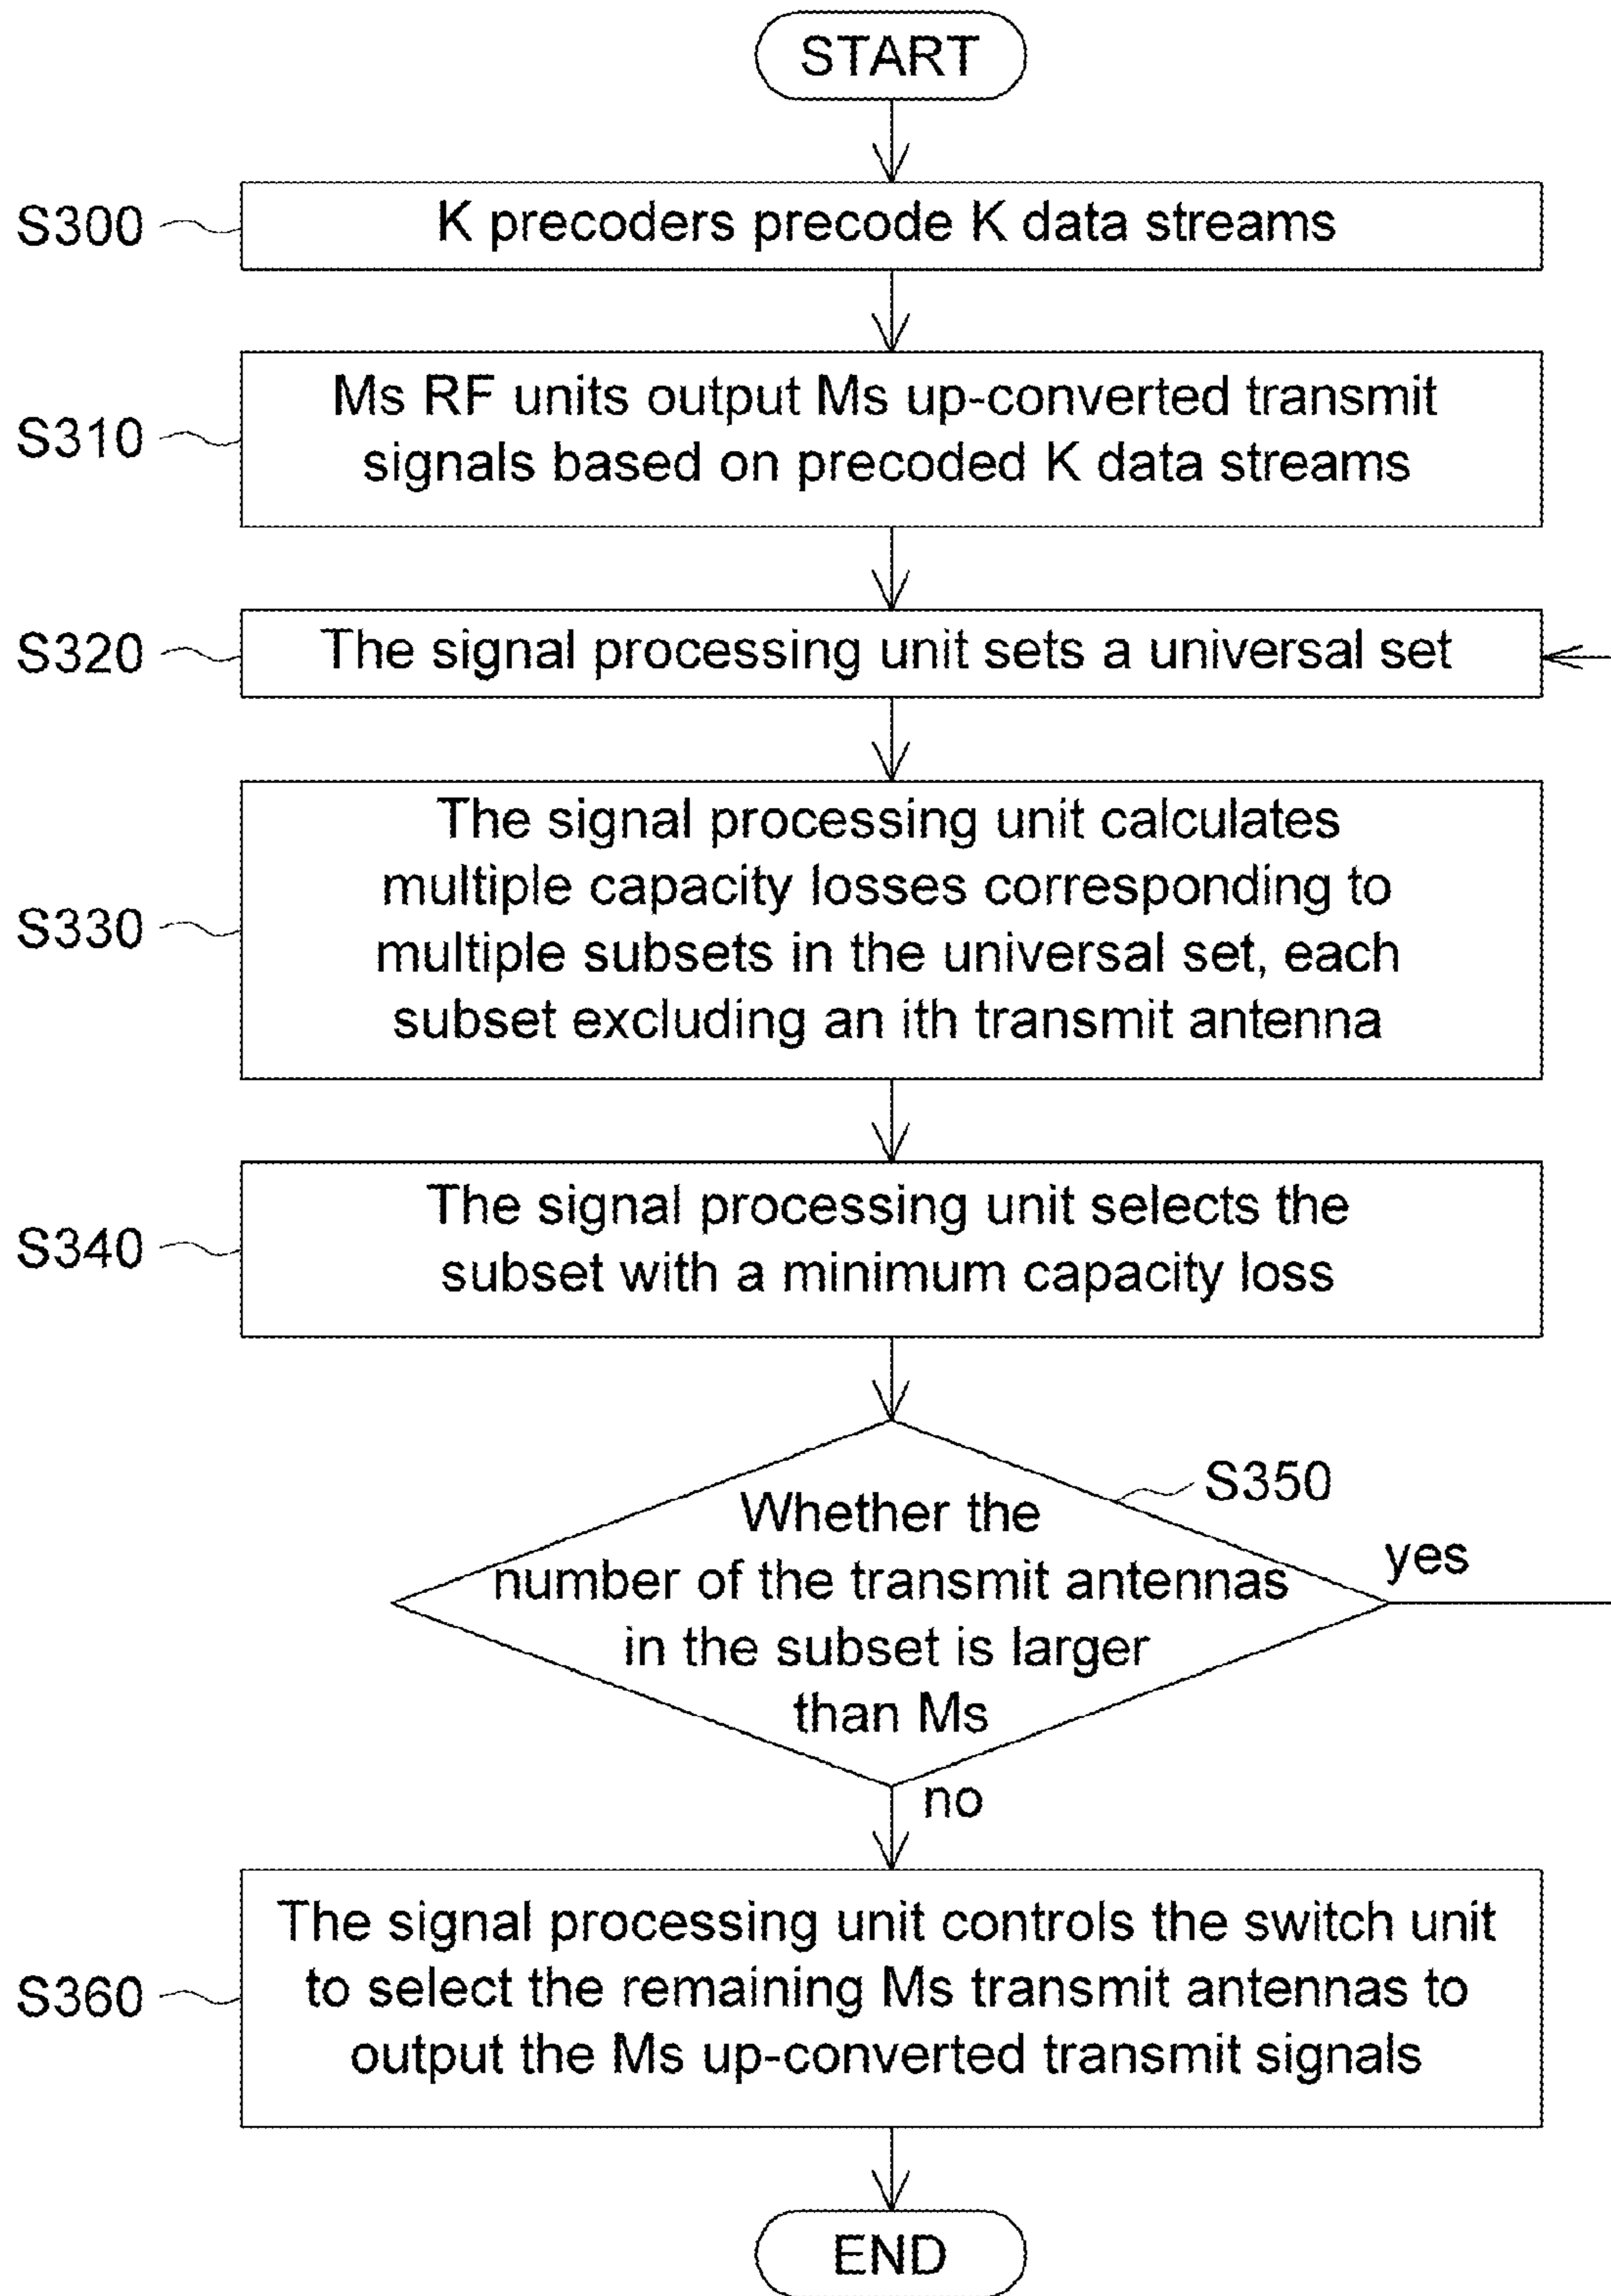 START
S300
K precoders precode K data streams
S310
Ms RF units output Ms up-converted transmit
signals based on precoded K data streams
S320
The signal processing unit sets a universal set
S330
The signal processing unit calculates
multiple capacity losses corresponding to
multiple subsets in the universal set, each
subset excluding an ith transmit antenna
S340
The signal processing unit selects the
subset with a minimum capacity loss
S350
Whether the
number of the transmit antennas
in the subset is larger
than Ms
yes
no
S360
The signal processing unit controls the switch unit
to select the remaining Ms transmit antennas to
output the Ms up-converted transmit signals
END